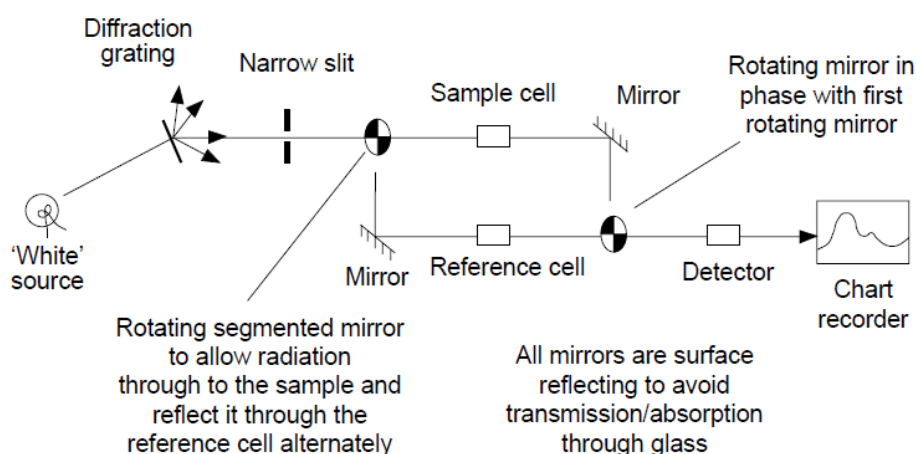 Diffraction
grating
Narrow slit
Sample cell
Mirror
Rotating mirror in
phase with first
rotating mirror
'White'
source
Mirror
Reference cell
Detector
Chart
recorder
Rotating segmented mirror
to allow radiation
through to the sample and
reflect it through the
reference cell alternately
All mirrors are surface
reflecting to avoid
transmission/absorption
through glass